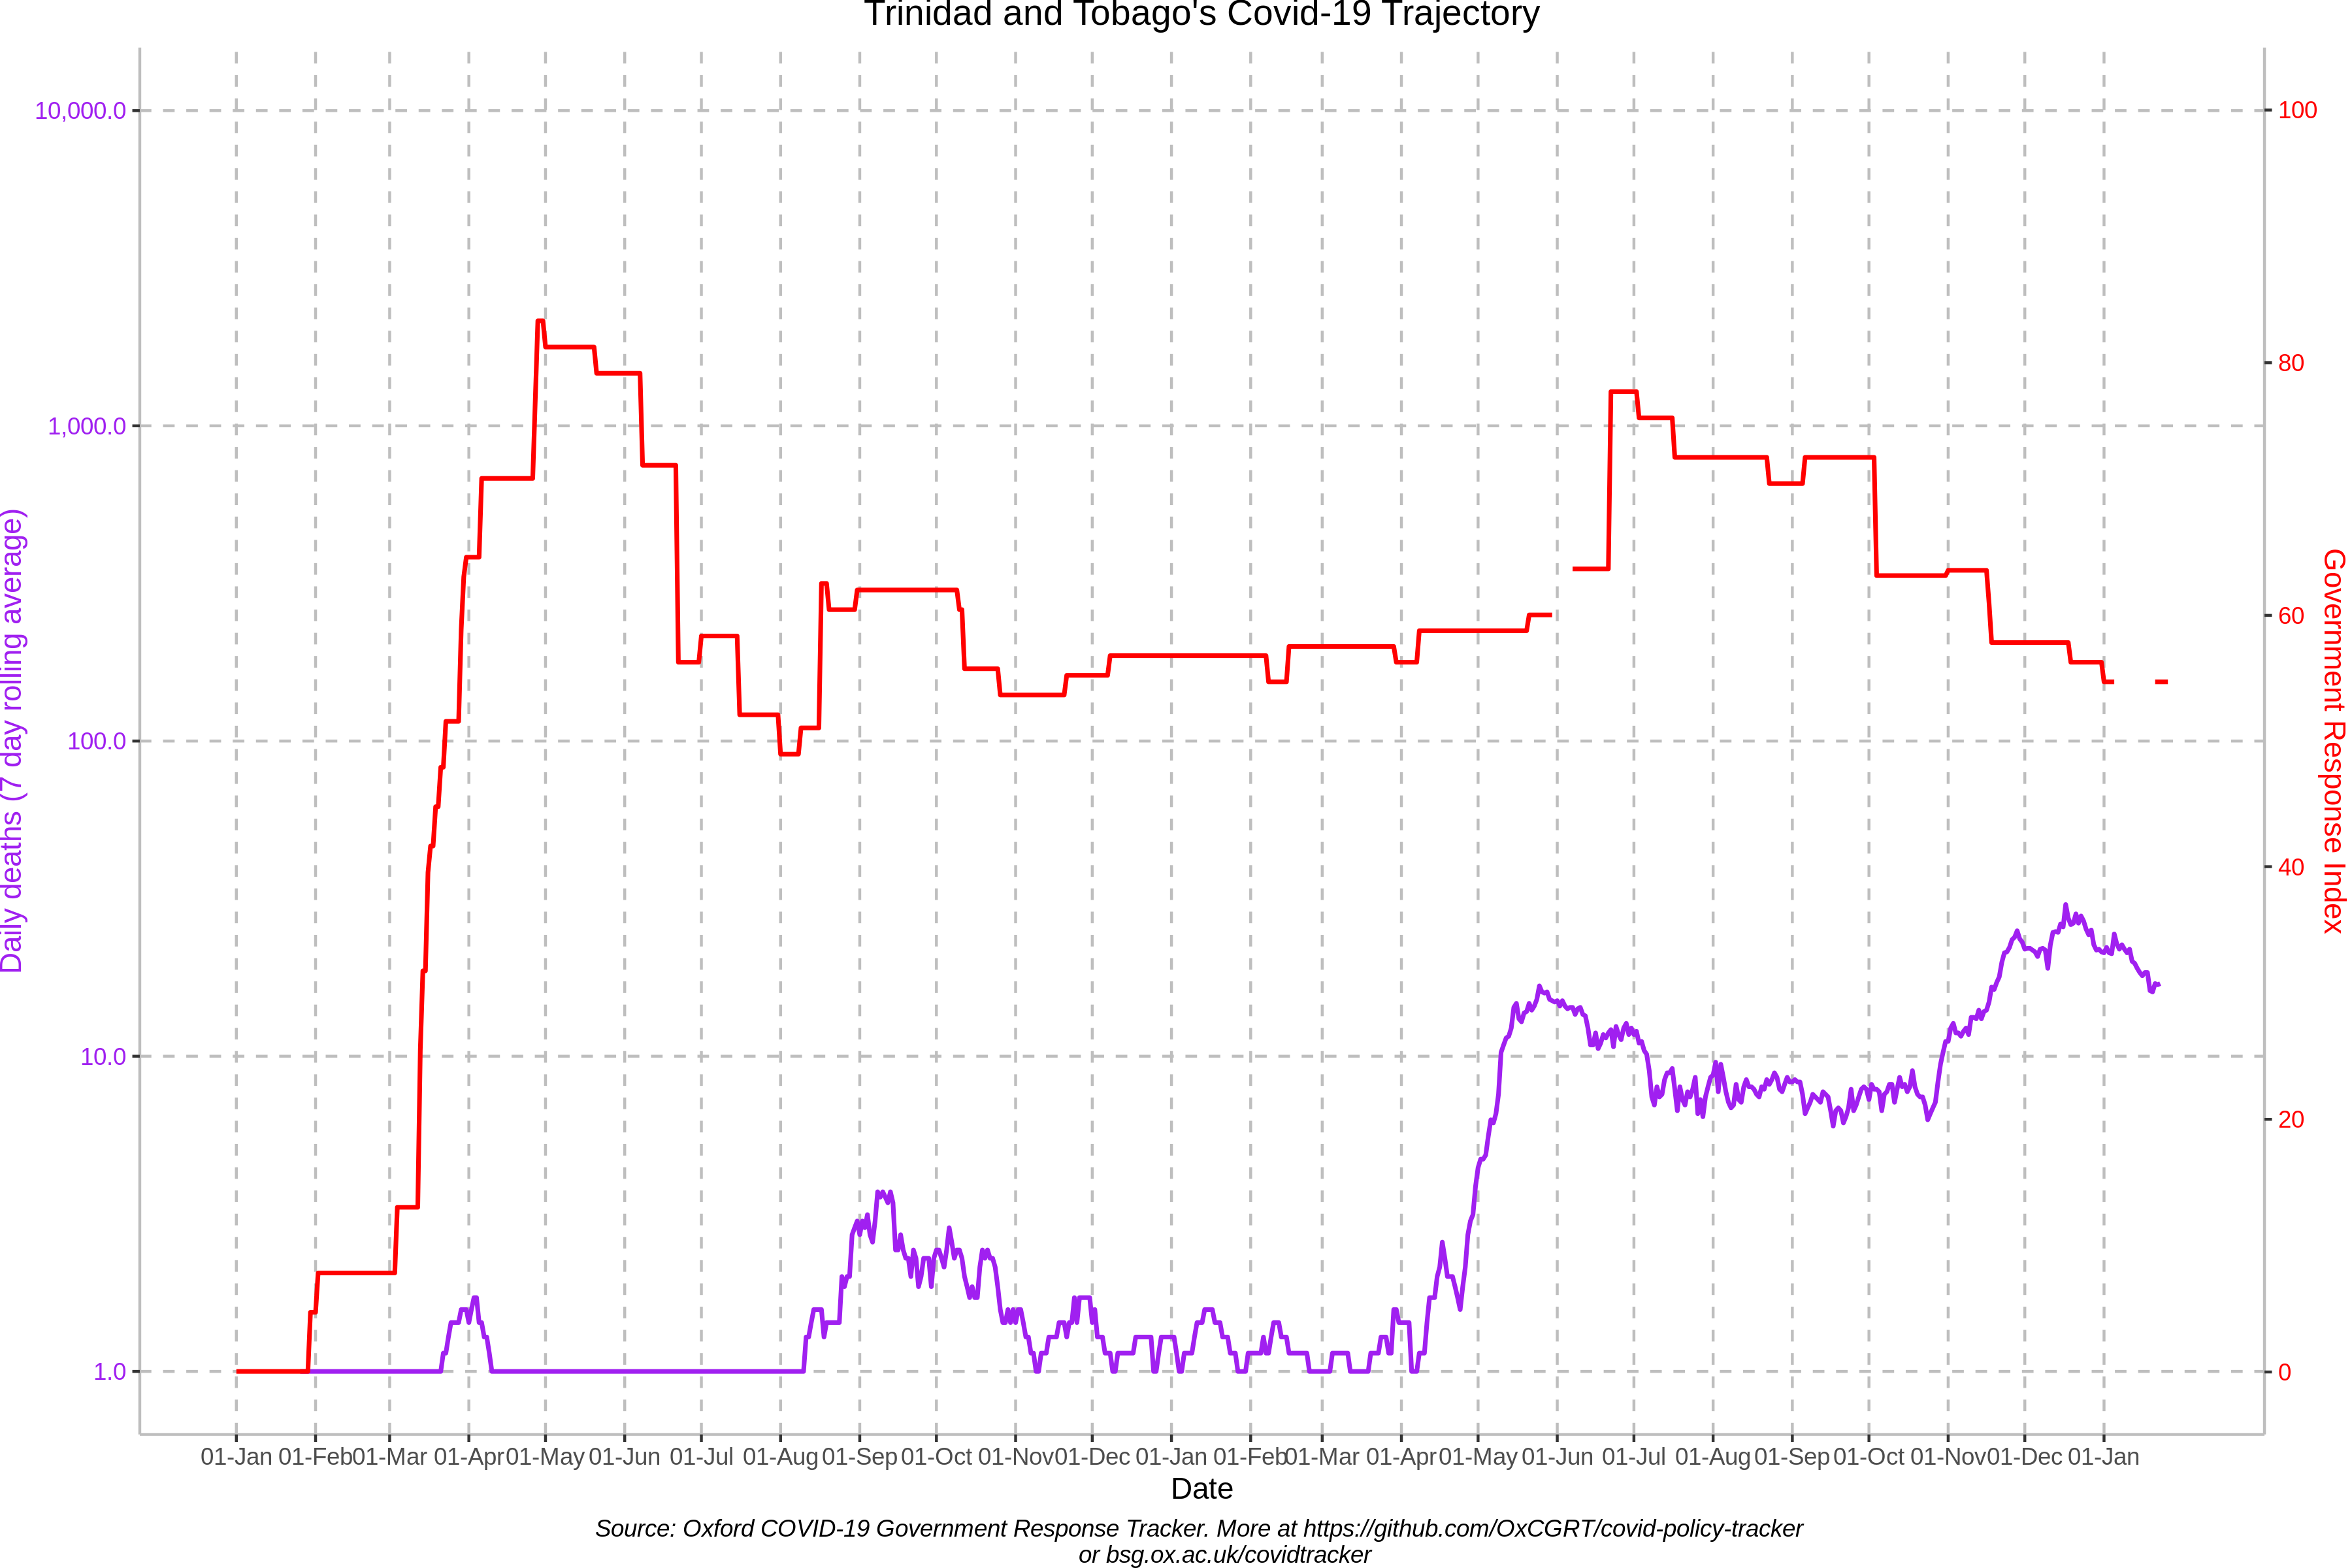 Trinidad and Tobago's Covid-19 Trajectory
10,000.0
1,000.0
100.0
10.0
1.0
Daily deaths (7 day rolling average)
100
80
60
40
20
0
Government Response Index
01-Jan 01-Feb 01-Mar 01-Apr 01-May 01-Jun 01-Jul 01-Aug 01-Sep 01-Oct 01-Nov 01-Dec 01-Jan 01-Feb 01-Mar 01-Apr 01-May 01-Jun 01-Jul 01-Aug 01-Sep 01-Oct 01-Nov 01-Dec 01-Jan
Date
Source: Oxford COVID-19 Government Response Tracker. More at https://github.com/OxCGRT/covid-policy-tracker
or bsg.ox.ac.uk/covidtracker